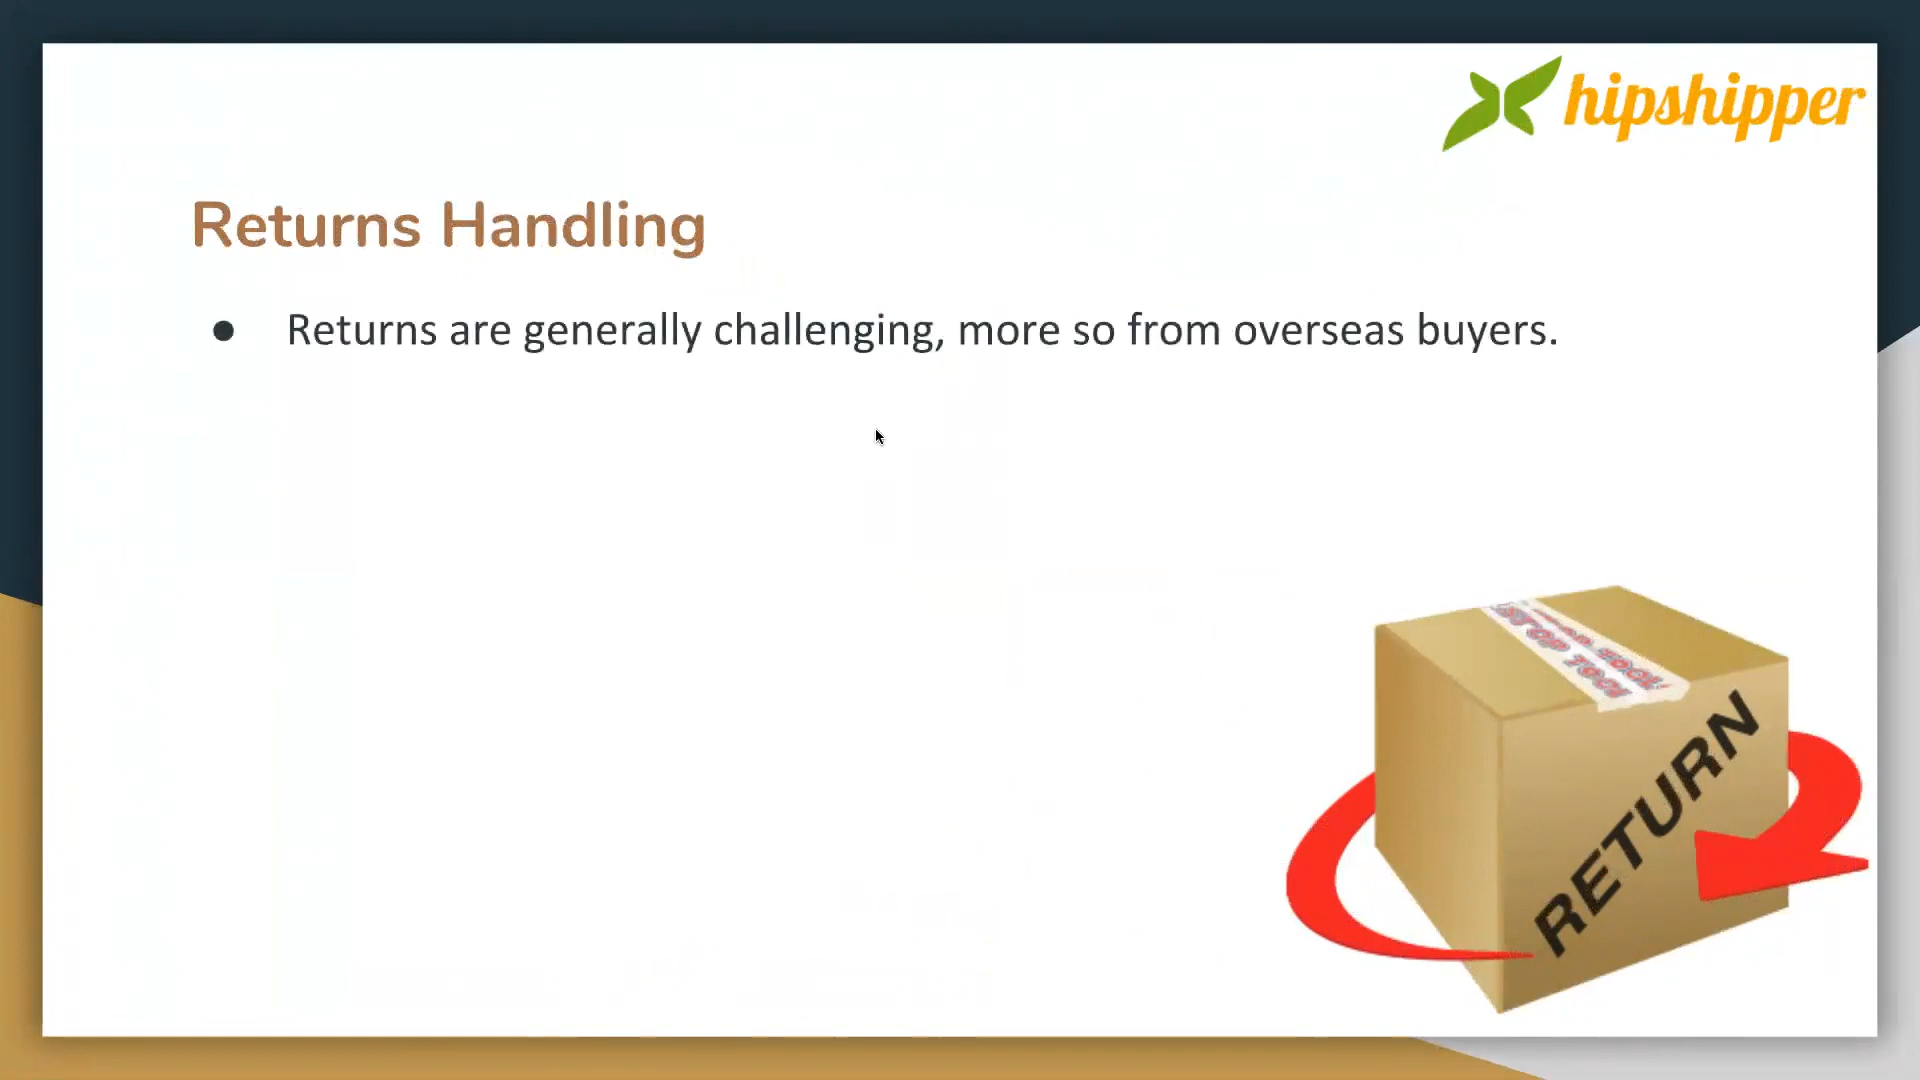 hipshipper
Returns Handling
● Returns are generally challenging, more so from overseas buyers.
RETURN